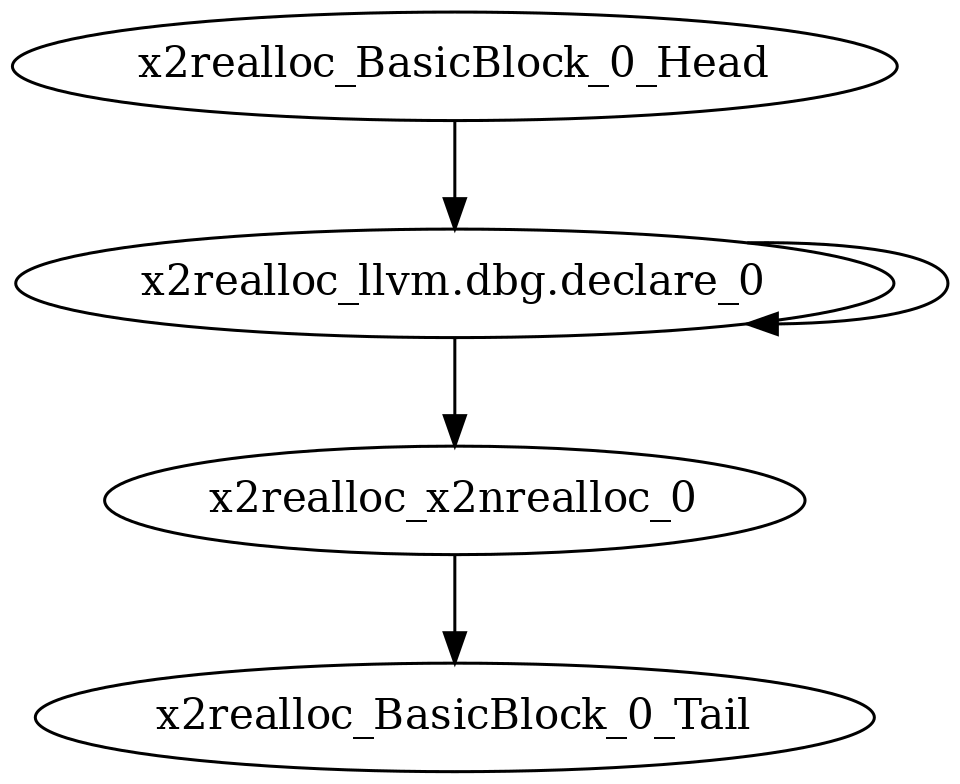 x2realloc_BasicBlock_0_Head
x2realloc_llvm.dbg.declare_0
x2realloc_x2nrealloc_0
x2realloc_BasicBlock_0_Tail